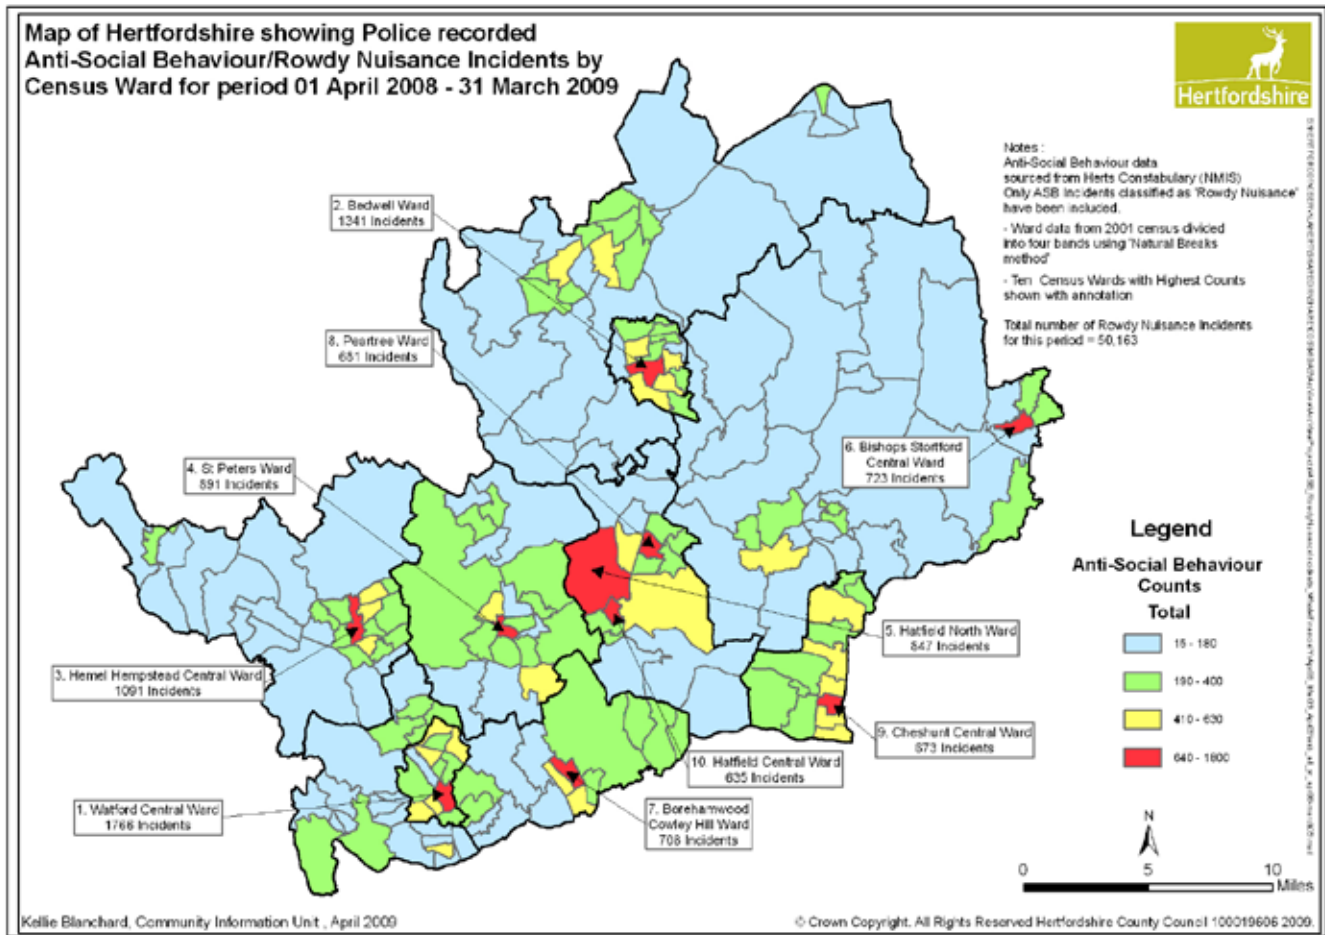 Map of Hertfordshire showing Police recorded
Anti-Social Behaviour/Rowdy Nuisance Incidents by
Census Ward for period 01 April 2008 - 31 March 2009
Hertfordshire
Notes :
Anti-Social Behaviour data
sourced from Herts Constabulary (NMIS)
Only ASB Incidents classified as 'Rowdy Nuisance'
have been included.
- Ward data from 2001 census divided
into four bands using 'Natural Breaks
method'
- Ten Census Wards with Highest Counts
shown with annotation
Total number of Rowdy Nuisance Incidents
for this period = 50,163
2. Bedwell Ward
1341 Incidents
8. Peartree Ward
681 Incidents
4. St Peters Ward
891 Incidents
6. Bishops Stortford
Central Ward
723 Incidents
3. Hemel Hempstead Central Ward
1091 Incidents
5. Hatfield North Ward
847 Incidents
9. Cheshunt Central Ward
673 Incidents
10. Hatfield Central Ward
635 Incidents
1. Watford Central Ward
1766 Incidents
7. Borehamwood
Cowley Hill Ward
708 Incidents
Legend
Anti-Social Behaviour
Counts
Total
15 - 180
190 - 400
410 - 630
640 - 1800
N
0 5 10
Miles
Kellie Blanchard, Community Information Unit , April 2009
© Crown Copyright. All Rights Reserved Hertfordshire County Council 100019606 2009.